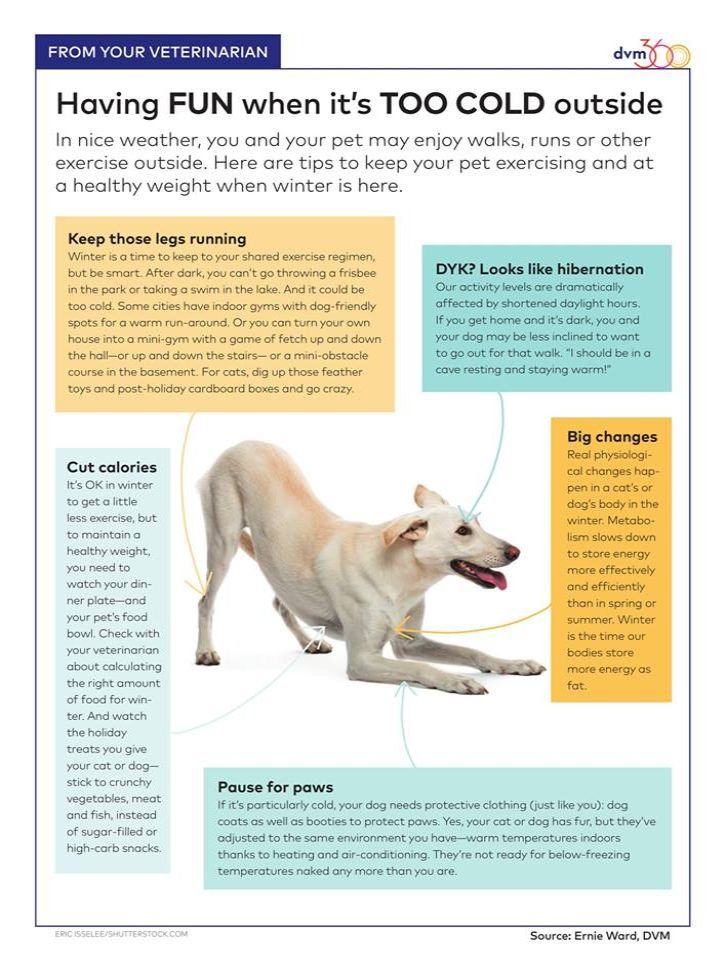 FROM YOUR VETERINARIAN
dvm360
Having FUN when it's TOO COLD outside
In nice weather, you and your pet may enjoy walks, runs or other
exercise outside. Here are tips to keep your pet exercising and at
a healthy weight when winter is here.
Keep those legs running
Winter is a time to keep to your shared exercise regimen,
but be smart. After dark, you can't go throwing a frisbee
in the park or taking a swim in the lake. And it could be
too cold. Some cities have indoor gyms with dog-friendly
spots for a warm run-around. Or you can turn your own
house into a mini-gym with a game of fetch up and down
the hall—or up and down the stairs— or a mini-obstacle
course in the basement. For cats, dig up those feather
toys and post-holiday cardboard boxes and go crazy.
DYK? Looks like hibernation
Our activity levels are dramatically
affected by shortened daylight hours.
If you get home and it's dark, you and
your dog may be less inclined to want
to go out for that walk. "I should be in a
cave resting and staying warm!"
Big changes
Real physiologi-
cal changes hap-
pen in a cat's or
dog's body in the
winter. Metabo-
lism slows down
to store energy
more effectively
and efficiently
than in spring or
summer. Winter
is the time our
bodies store
more energy as
fat.
Cut calories
It's OK in winter
to get a little
less exercise, but
to maintain a
healthy weight,
you need to
watch your din-
ner plate—and
your pet's food
bowl. Check with
your veterinarian
about calculating
the right amount
of food for win-
ter. And watch
the holiday
treats you give
your cat or dog—
stick to crunchy
vegetables, meat
and fish, instead
of sugar-filled or
high-carb snacks.
Pause for paws
If it's particularly cold, your dog needs protective clothing (just like you): dog
coats as well as booties to protect paws. Yes, your cat or dog has fur, but they've
adjusted to the same environment you have—warm temperatures indoors
thanks to heating and air-conditioning. They're not ready for below-freezing
temperatures naked any more than you are.
ERIC ISSELEE/SHUTTERSTOCK.COM
Source: Ernie Ward, DVM